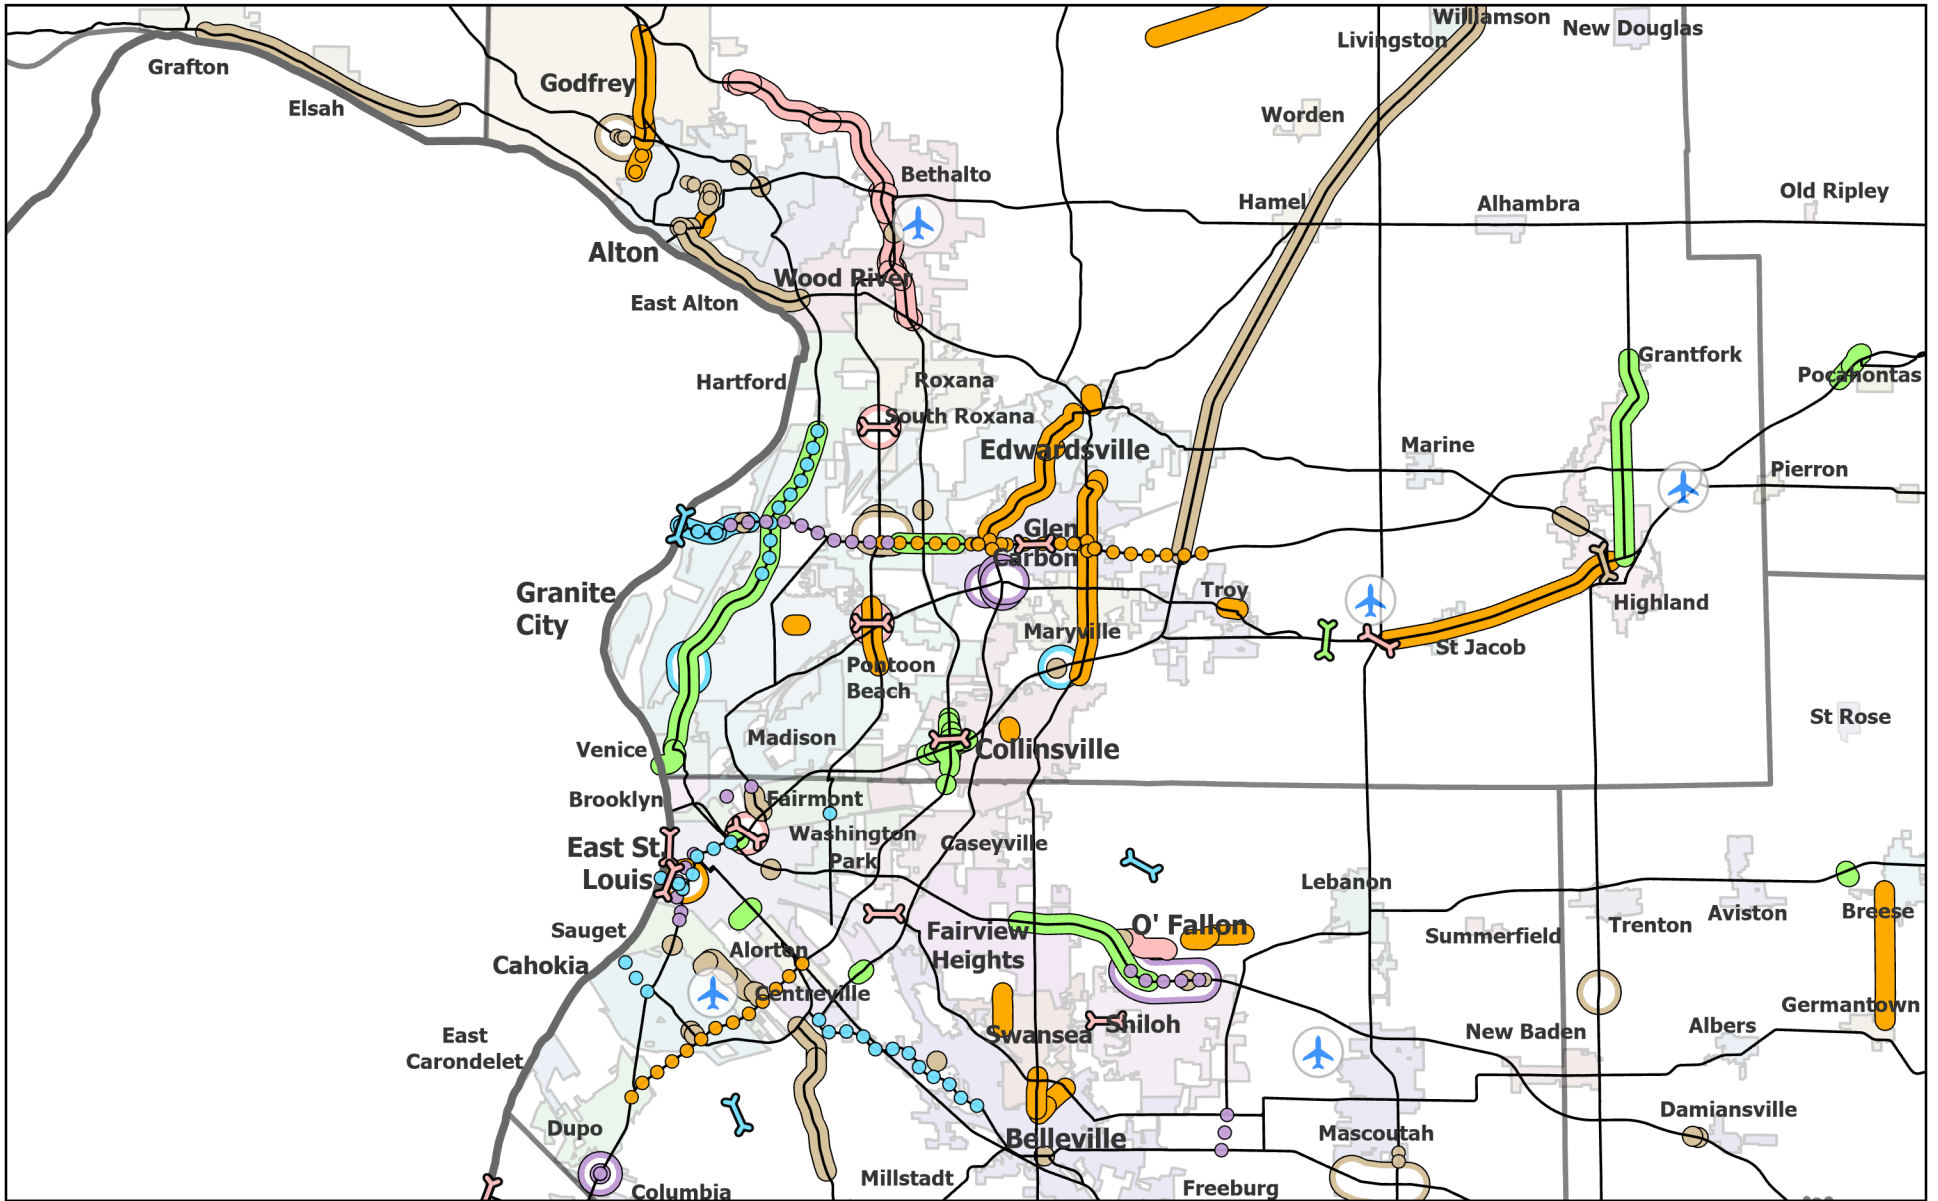 Williamson
New Douglas
Livingston
Grafton
Godfrey
Elsah
Worden
Bethalto
Old Ripley
Hamel
Alhambra
Alton
Wood River
East Alton
Grantfork
Hartford
Roxana
Pocahontas
South Roxana
Edwardsville
Marine
Pierron
Glen
Carbon
Granite
City
Troy
Highland
Maryville
St Jacob
Pontoon
Beach
St Rose
Madison
Venice
Collinsville
Brooklyn
Fairmont
Washington
Park
East St.
Louis
Caseyville
Lebanon
Aviston
Breese
Sauget
Fairview
Heights
O' Fallon
Trenton
Summerfield
Alorton
Cahokia
Centreville
Germantown
East
Carondelet
Swansea
Shiloh
New Baden
Albers
Dupo
Belleville
Mascoutah
Damiansville
Millstadt
Columbia
Freeburg